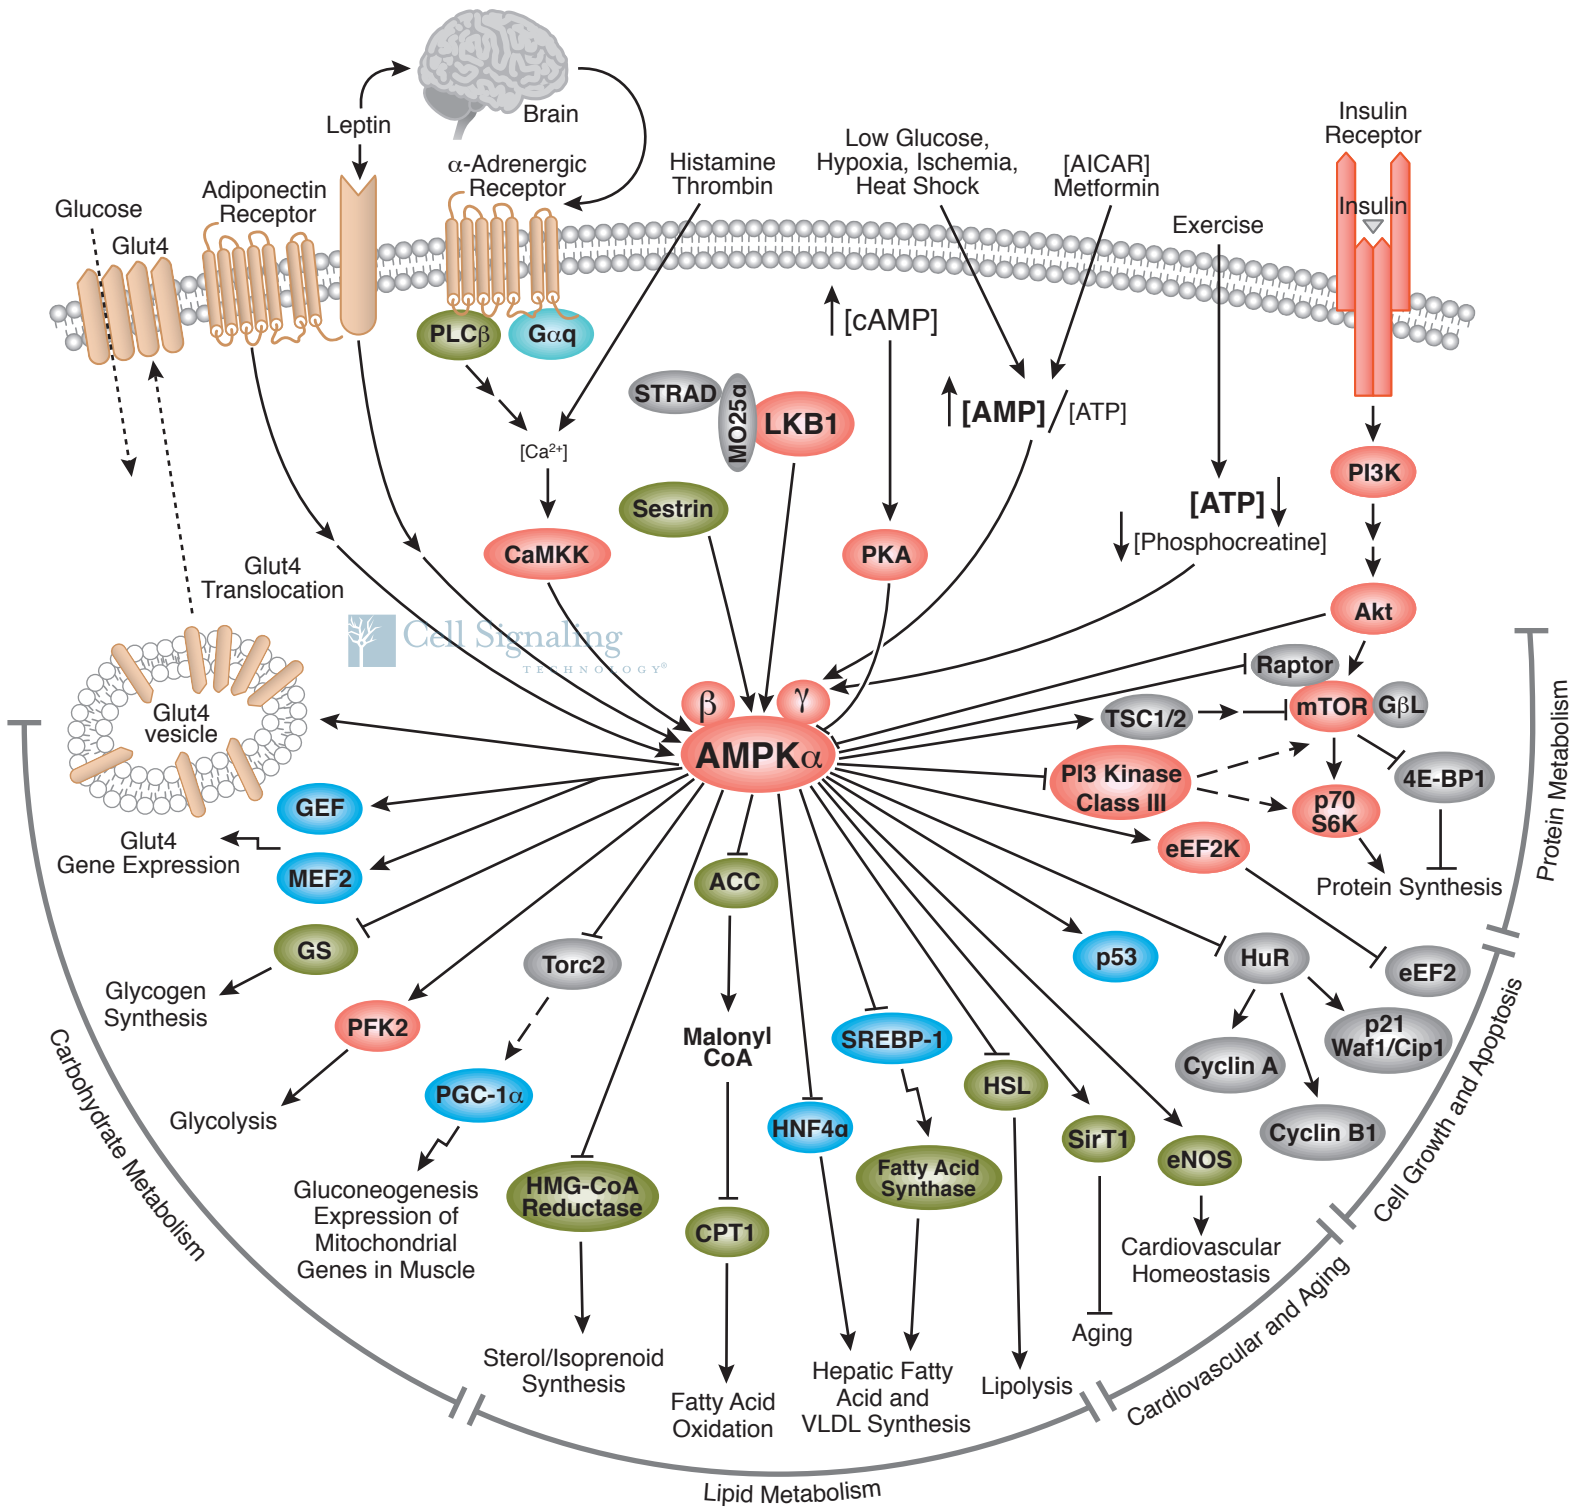 Brain
Leptin
α-Adrenergic
Receptor
Histamine
Thrombin
Low Glucose,
Hypoxia, Ischemia,
Heat Shock
[AICAR]
Metformin
Insulin
Receptor
Insulin
Exercise
Adiponectin
Receptor
Glucose
Glut4
PLCβ
Gαq
[cAMP]
STRAD
MO25α
LKB1
[AMP]
[ATP]
[Ca²⁺]
PI3K
Sestrin
[ATP]
[Phosphocreatine]
CaMKK
PKA
Glut4
Translocation
Akt
Cell Signaling
TECHNOLOGY®
Raptor
mTOR
GβL
TSC1/2
β
γ
AMPKα
Glut4
vesicle
PI3 Kinase
Class III
4E-BP1
p70
S6K
GEF
eEF2K
Glut4
Gene Expression
MEF2
ACC
Protein Synthesis
Protein Metabolism
GS
Torc2
p53
HuR
eEF2
Glycogen
Synthesis
PFK2
Malonyl
CoA
SREBP-1
p21
Waf1/Cip1
Cyclin A
HSL
PGC-1α
Glycolysis
HNF4α
SirT1
Cyclin B1
eNOS
Cell Growth and Apoptosis
Carbohydrate Metabolism
Gluconeogenesis
Expression of
Mitochondrial
Genes in Muscle
HMG-CoA
Reductase
Fatty Acid
Synthase
CPT1
Cardiovascular
Homeostasis
Aging
Sterol/Isoprenoid
Synthesis
Fatty Acid
Oxidation
Hepatic Fatty
Acid and
VLDL Synthesis
Lipolysis
Cardiovascular and Aging
Lipid Metabolism